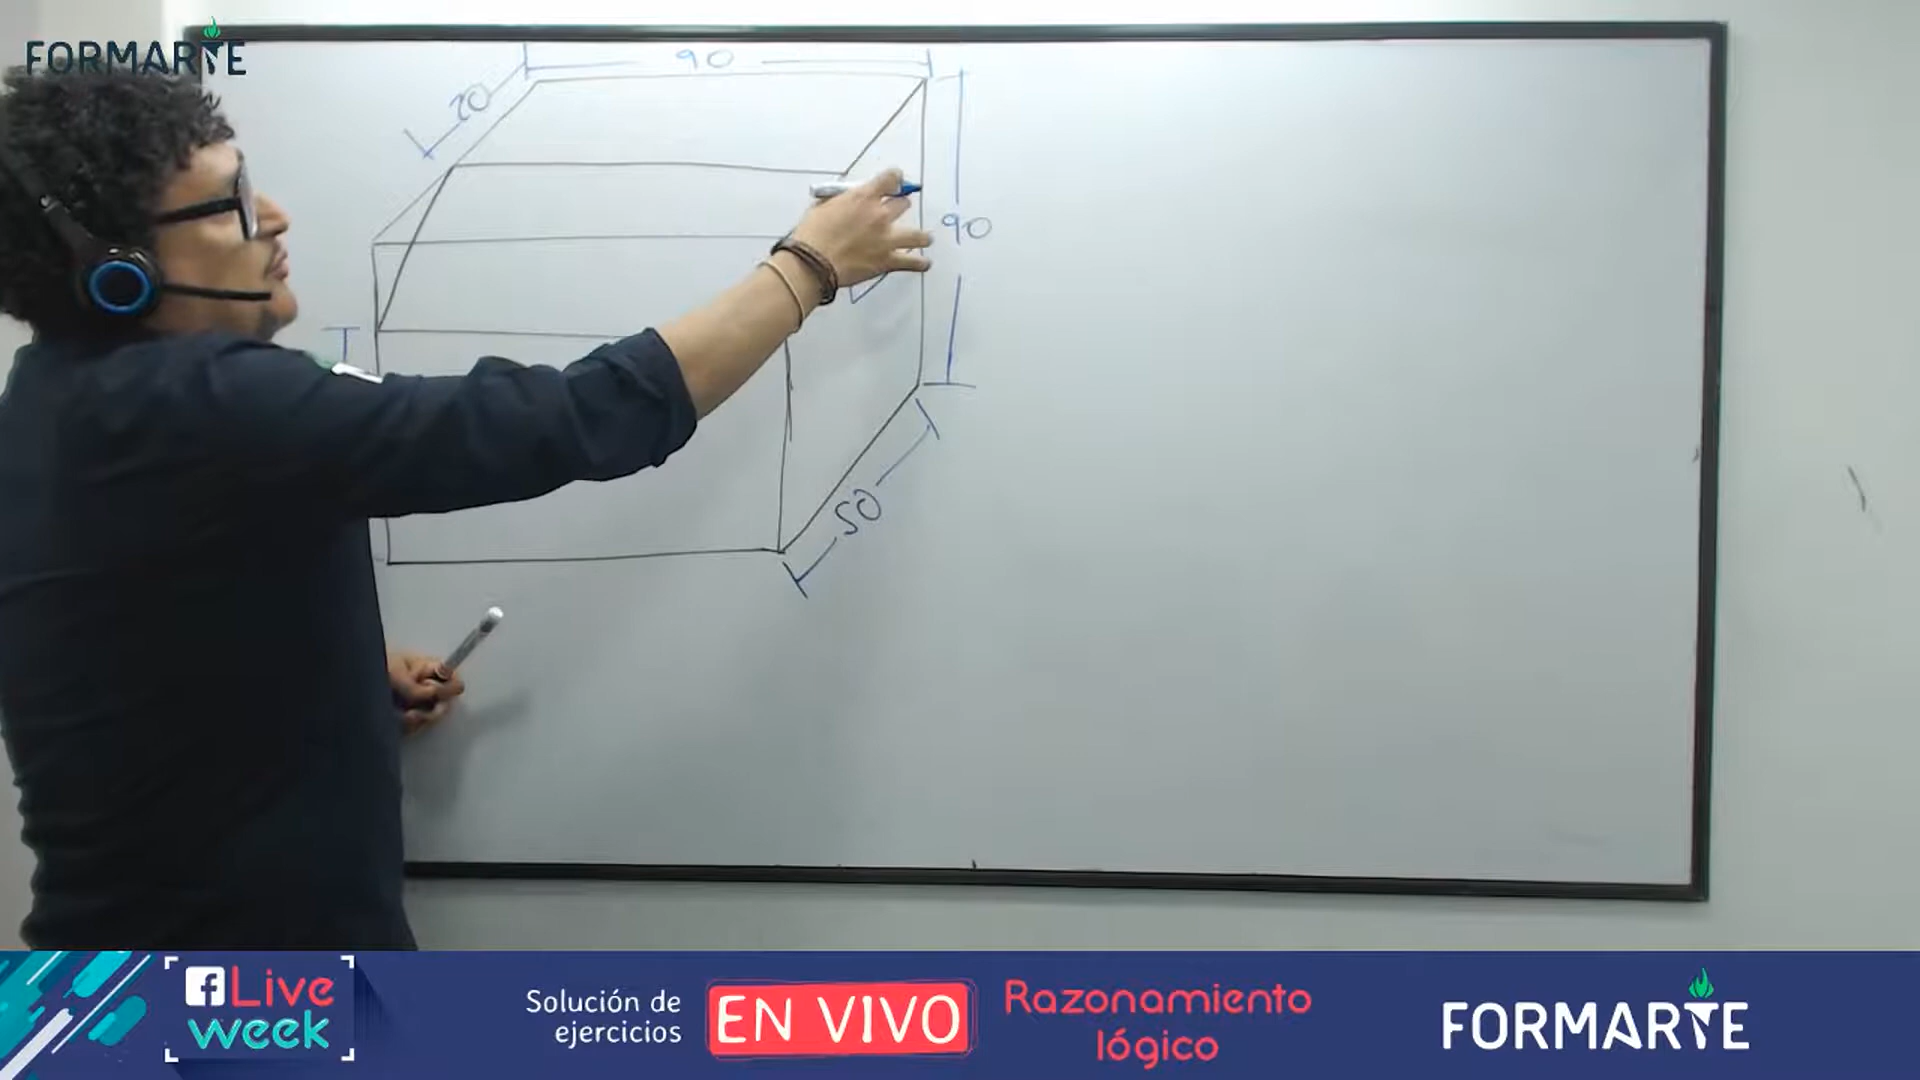 FORMARTE
90
20
90
50
Live
week
Solución de
ejercicios
EN VIVO
Razonamiento
lógico
FORMARTE